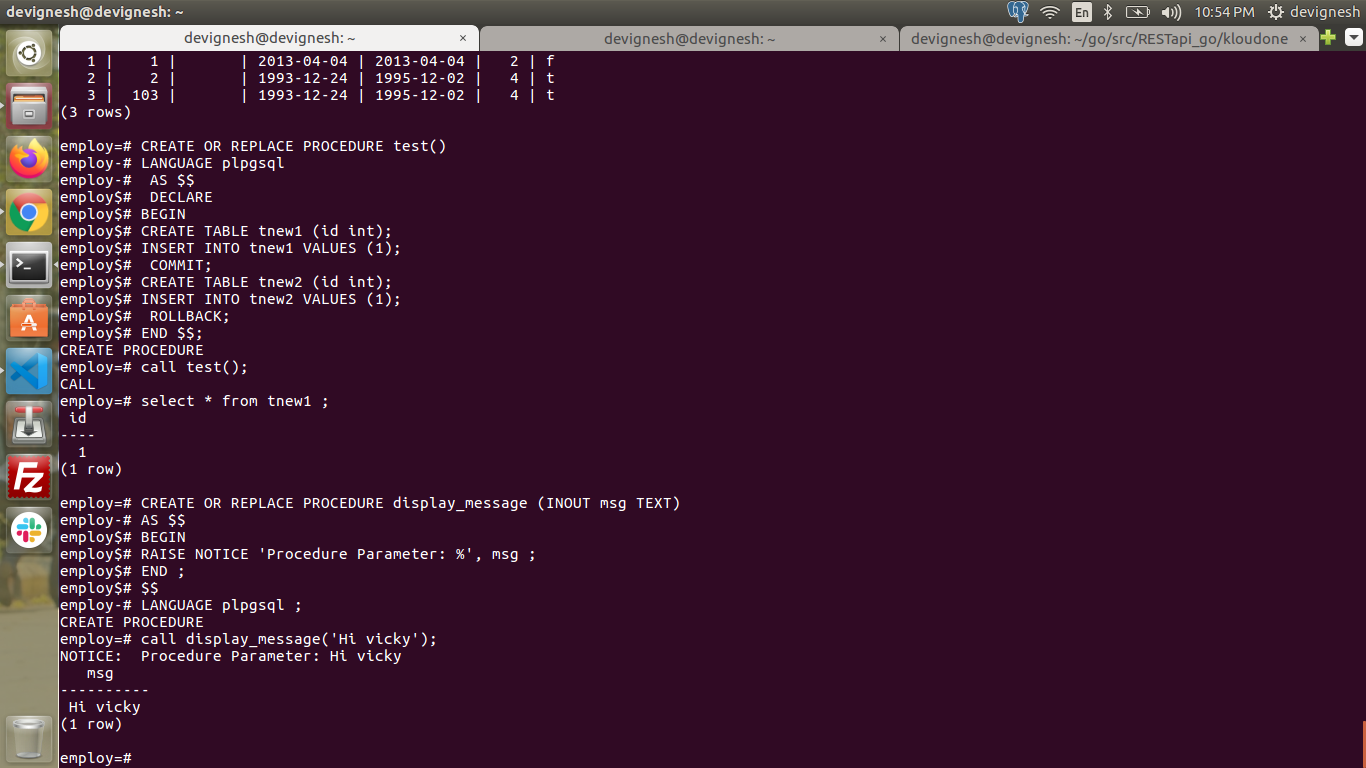 devignesh@devignesh: ~
En
10:54 PM
devignesh
devignesh@devignesh: ~ ×
devignesh@devignesh: ~ ×
devignesh@devignesh: ~/go/src/RESTapi_go/kloudone ×
   1 |    1 |       | 2013-04-04 | 2013-04-04 |   2 | f
   2 |    2 |       | 1993-12-24 | 1995-12-02 |   4 | t
   3 |  103 |       | 1993-12-24 | 1995-12-02 |   4 | t
(3 rows)
employ=# CREATE OR REPLACE PROCEDURE test()
employ-# LANGUAGE plpgsql
employ-#  AS $$
employ$#  DECLARE
employ$# BEGIN
employ$# CREATE TABLE tnew1 (id int);
employ$# INSERT INTO tnew1 VALUES (1);
employ$#  COMMIT;
employ$# CREATE TABLE tnew2 (id int);
employ$# INSERT INTO tnew2 VALUES (1);
employ$#  ROLLBACK;
employ$# END $$;
CREATE PROCEDURE
employ=# call test();
CALL
employ=# select * from tnew1 ;
 id
----
  1
(1 row)
employ=# CREATE OR REPLACE PROCEDURE display_message (INOUT msg TEXT)
employ-# AS $$
employ$# BEGIN
employ$# RAISE NOTICE 'Procedure Parameter: %', msg ;
employ$# END ;
employ$# $$
employ-# LANGUAGE plpgsql ;
CREATE PROCEDURE
employ=# call display_message('Hi vicky');
NOTICE:  Procedure Parameter: Hi vicky
   msg
----------
 Hi vicky
(1 row)
employ=#